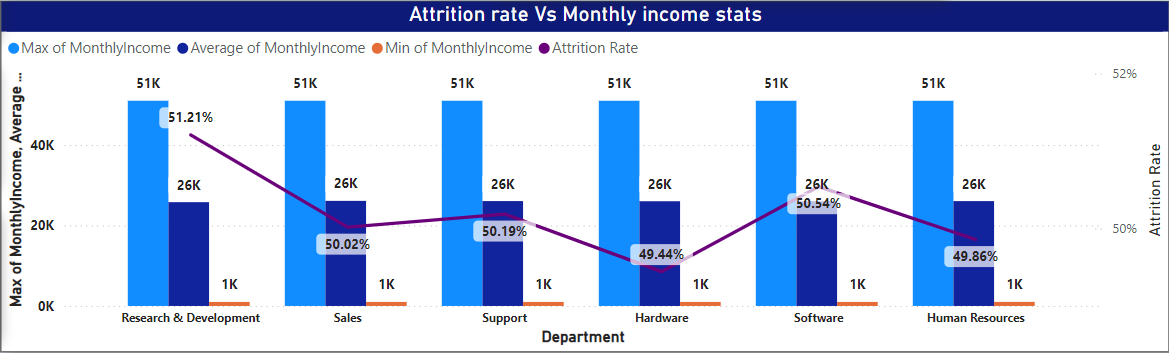 Attrition rate Vs Monthly income stats
Max of MonthlyIncome Average of MonthlyIncome Min of MonthlyIncome Attrition Rate
Max of MonthlyIncome, Average ...
51K 51K 51K 51K 51K 51K
52%
51.21%
40K
26K 26K 26K 26K 26K 26K
50.54%
20K
50.02% 50.19% 49.44% 49.86%
50%
Attrition Rate
1K 1K 1K 1K 1K 1K
0K
Research & Development Sales Support Hardware Software Human Resources
Department